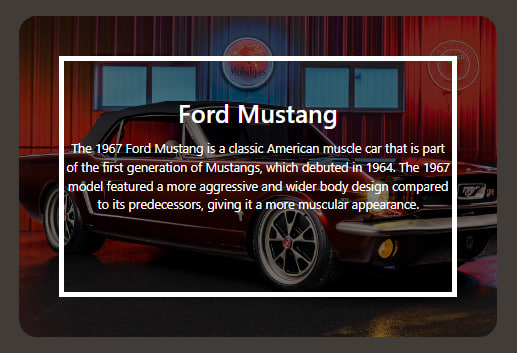 Mobilgas
Ford Mustang
The 1967 Ford Mustang is a classic American muscle car that is part
of the first generation of Mustangs, which debuted in 1964. The 1967
model featured a more aggressive and wider body design compared
to its predecessors, giving it a more muscular appearance.